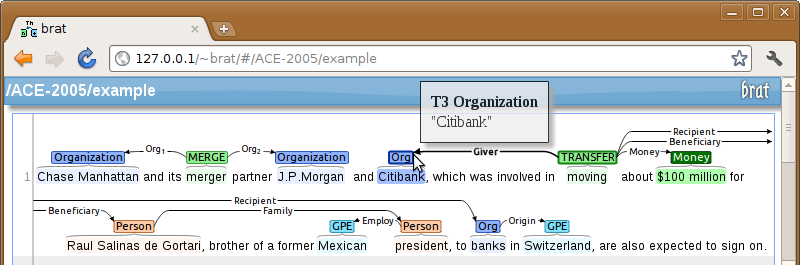 brat
127.0.0.1/~brat/#/ACE-2005/example
/ACE-2005/example
brat
T3 Organization
"Citibank"
Recipient
Beneficiary
Organization Org1 MERGE Org2 Organization Org Giver TRANSFER Money Money
1 Chase Manhattan and its merger partner J.P.Morgan and Citibank, which was involved in moving about $100 million for
Recipient
Beneficiary Family
Person GPE Employ Person Org Origin GPE
Raul Salinas de Gortari, brother of a former Mexican president, to banks in Switzerland, are also expected to sign on.